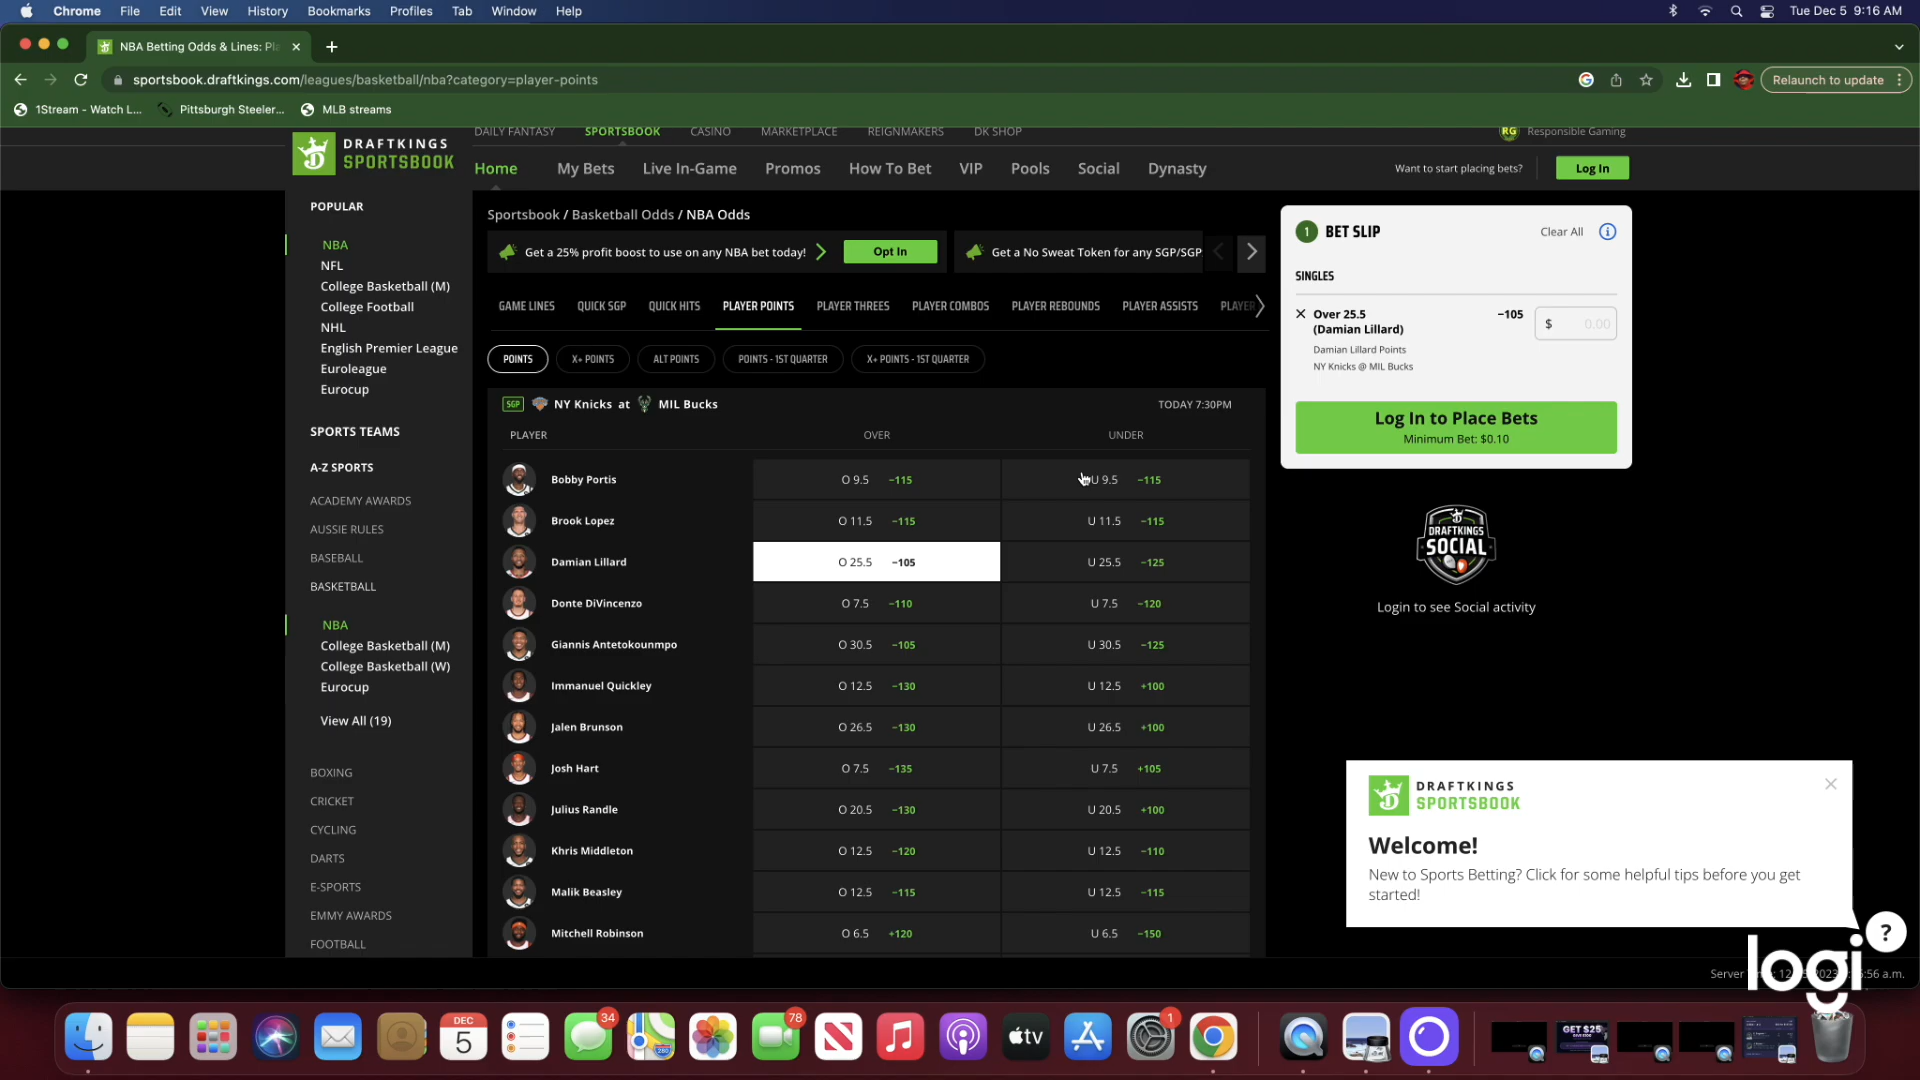 Chrome File Edit View History Bookmarks Profiles Tab Window Help Tue Dec 5 9:16 AM
NBA Betting Odds & Lines: Pl
sportsbook.draftkings.com/leagues/basketball/nba?category=player-points Relaunch to update
1Stream - Watch L... Pittsburgh Steeler... MLB streams
DAILY FANTASY SPORTSBOOK CASINO MARKETPLACE REIGNMAKERS DK SHOP RG Responsible Gaming
DRAFTKINGS
SPORTSBOOK
Home My Bets Live In-Game Promos How To Bet VIP Pools Social Dynasty Want to start placing bets? Log In
POPULAR
NBA
NFL
College Basketball (M)
College Football
NHL
English Premier League
Euroleague
Eurocup
SPORTS TEAMS
A-Z SPORTS
ACADEMY AWARDS
AUSSIE RULES
BASEBALL
BASKETBALL
NBA
College Basketball (M)
College Basketball (W)
Eurocup
View All (19)
BOXING
CRICKET
CYCLING
DARTS
E-SPORTS
EMMY AWARDS
FOOTBALL
Sportsbook / Basketball Odds / NBA Odds
Get a 25% profit boost to use on any NBA bet today! Opt In Get a No Sweat Token for any SGP/SGP
GAME LINES QUICK SGP QUICK HITS PLAYER POINTS PLAYER THREES PLAYER COMBOS PLAYER REBOUNDS PLAYER ASSISTS PLAYER
POINTS X+ POINTS ALT POINTS POINTS - 1ST QUARTER X+ POINTS - 1ST QUARTER
SGP NY Knicks at MIL Bucks TODAY 7:30PM
PLAYER OVER UNDER
Bobby Portis O 9.5 −115 U 9.5 −115
Brook Lopez O 11.5 −115 U 11.5 −115
Damian Lillard O 25.5 −105 U 25.5 −125
Donte DiVincenzo O 7.5 −110 U 7.5 −120
Giannis Antetokounmpo O 30.5 −105 U 30.5 −125
Immanuel Quickley O 12.5 −130 U 12.5 +100
Jalen Brunson O 26.5 −130 U 26.5 +100
Josh Hart O 7.5 −135 U 7.5 +105
Julius Randle O 20.5 −130 U 20.5 +100
Khris Middleton O 12.5 −120 U 12.5 −110
Malik Beasley O 12.5 −115 U 12.5 −115
Mitchell Robinson O 6.5 +120 U 6.5 −150
1 BET SLIP Clear All
SINGLES
Over 25.5 −105 $ 0.00
(Damian Lillard)
Damian Lillard Points
NY Knicks @ MIL Bucks
Log In to Place Bets
Minimum Bet: $0.10
DRAFTKINGS
SOCIAL
Login to see Social activity
DRAFTKINGS
SPORTSBOOK
Welcome!
New to Sports Betting? Click for some helpful tips before you get
started!
?
logi
Server a.m.
34 DEC 5 78 tv 1 GET $25